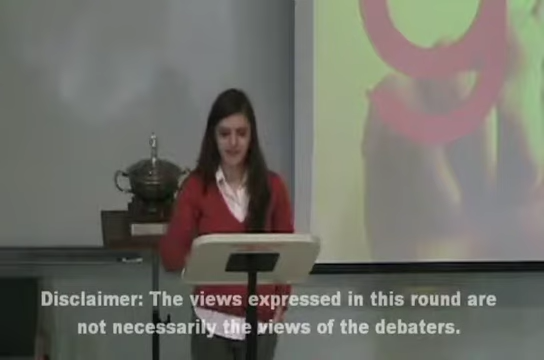 Disclaimer: The views expressed in this round are
not necessarily the views of the debaters.